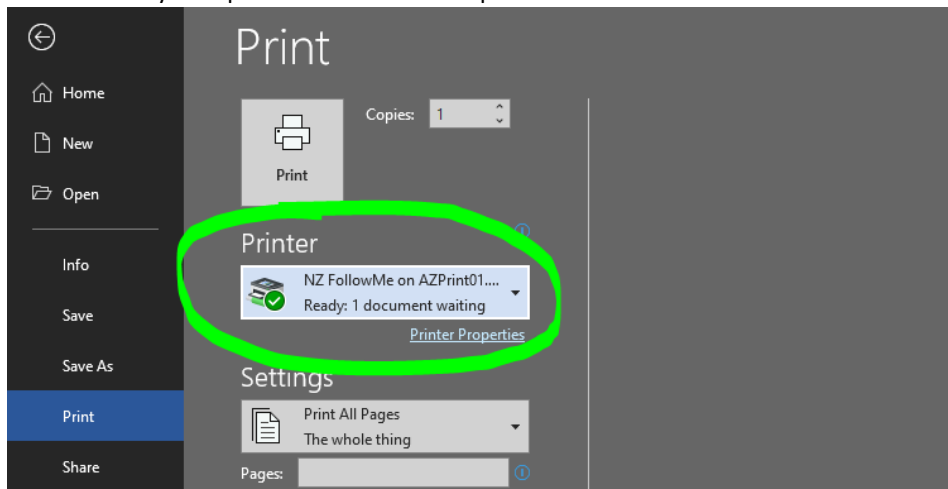 Print
Home
Copies: 1
New
Print
Open
Printer
Info
NZ FollowMe on AZPrint01....
Ready: 1 document waiting
Save
Printer Properties
Save As
Settings
Print
Print All Pages
The whole thing
Share
Pages: